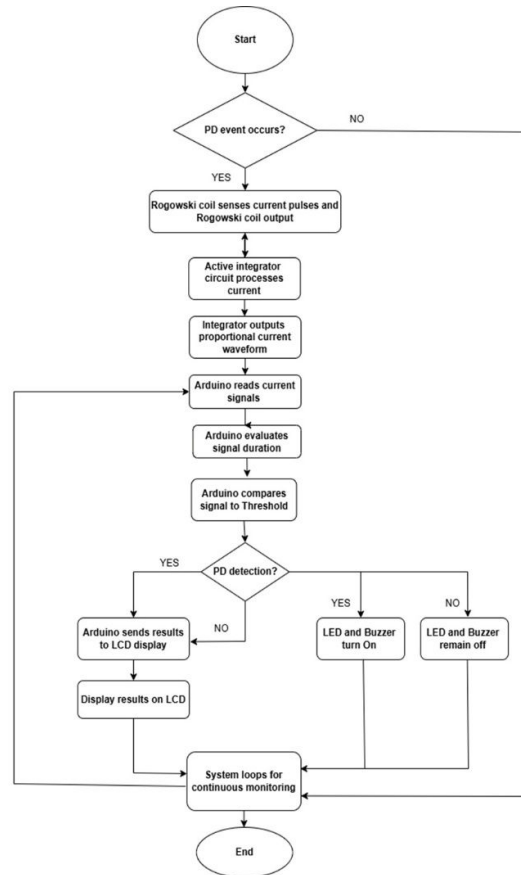 Start
PD event occurs?
NO
YES
Rogowski coil senses current pulses and
Rogowski coil output
Active integrator
circuit processes
current
Integrator outputs
proportional current
waveform
Arduino reads current
signals
Arduino evaluates
signal duration
Arduino compares
signal to Threshold
PD detection?
YES
NO
YES
NO
Arduino sends results
to LCD display
LED and Buzzer
turn On
LED and Buzzer
remain off
Display results on LCD
System loops for
continuous monitoring
End